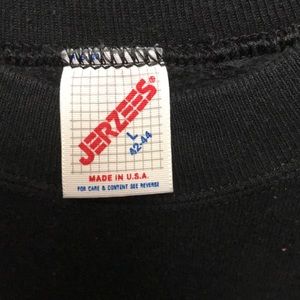 JERZEES®
L
42-44
MADE IN U.S.A.
FOR CARE & CONTENT SEE REVERSE